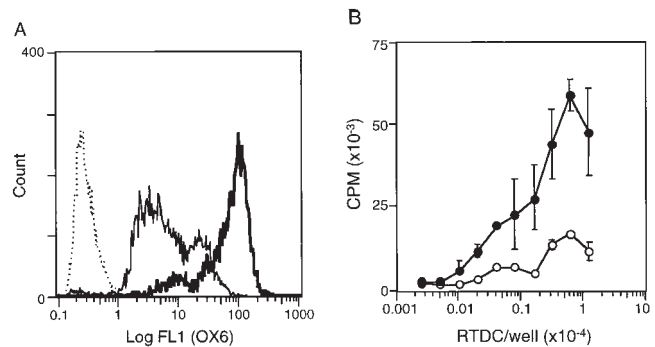 A
400
0
Count
0.1 1 10 100 1000
Log FL1 (OX6)
B
75
50
25
0
CPM (x10⁻³)
0.001 0.01 0.1 1 10
RTDC/well (x10⁻⁴)